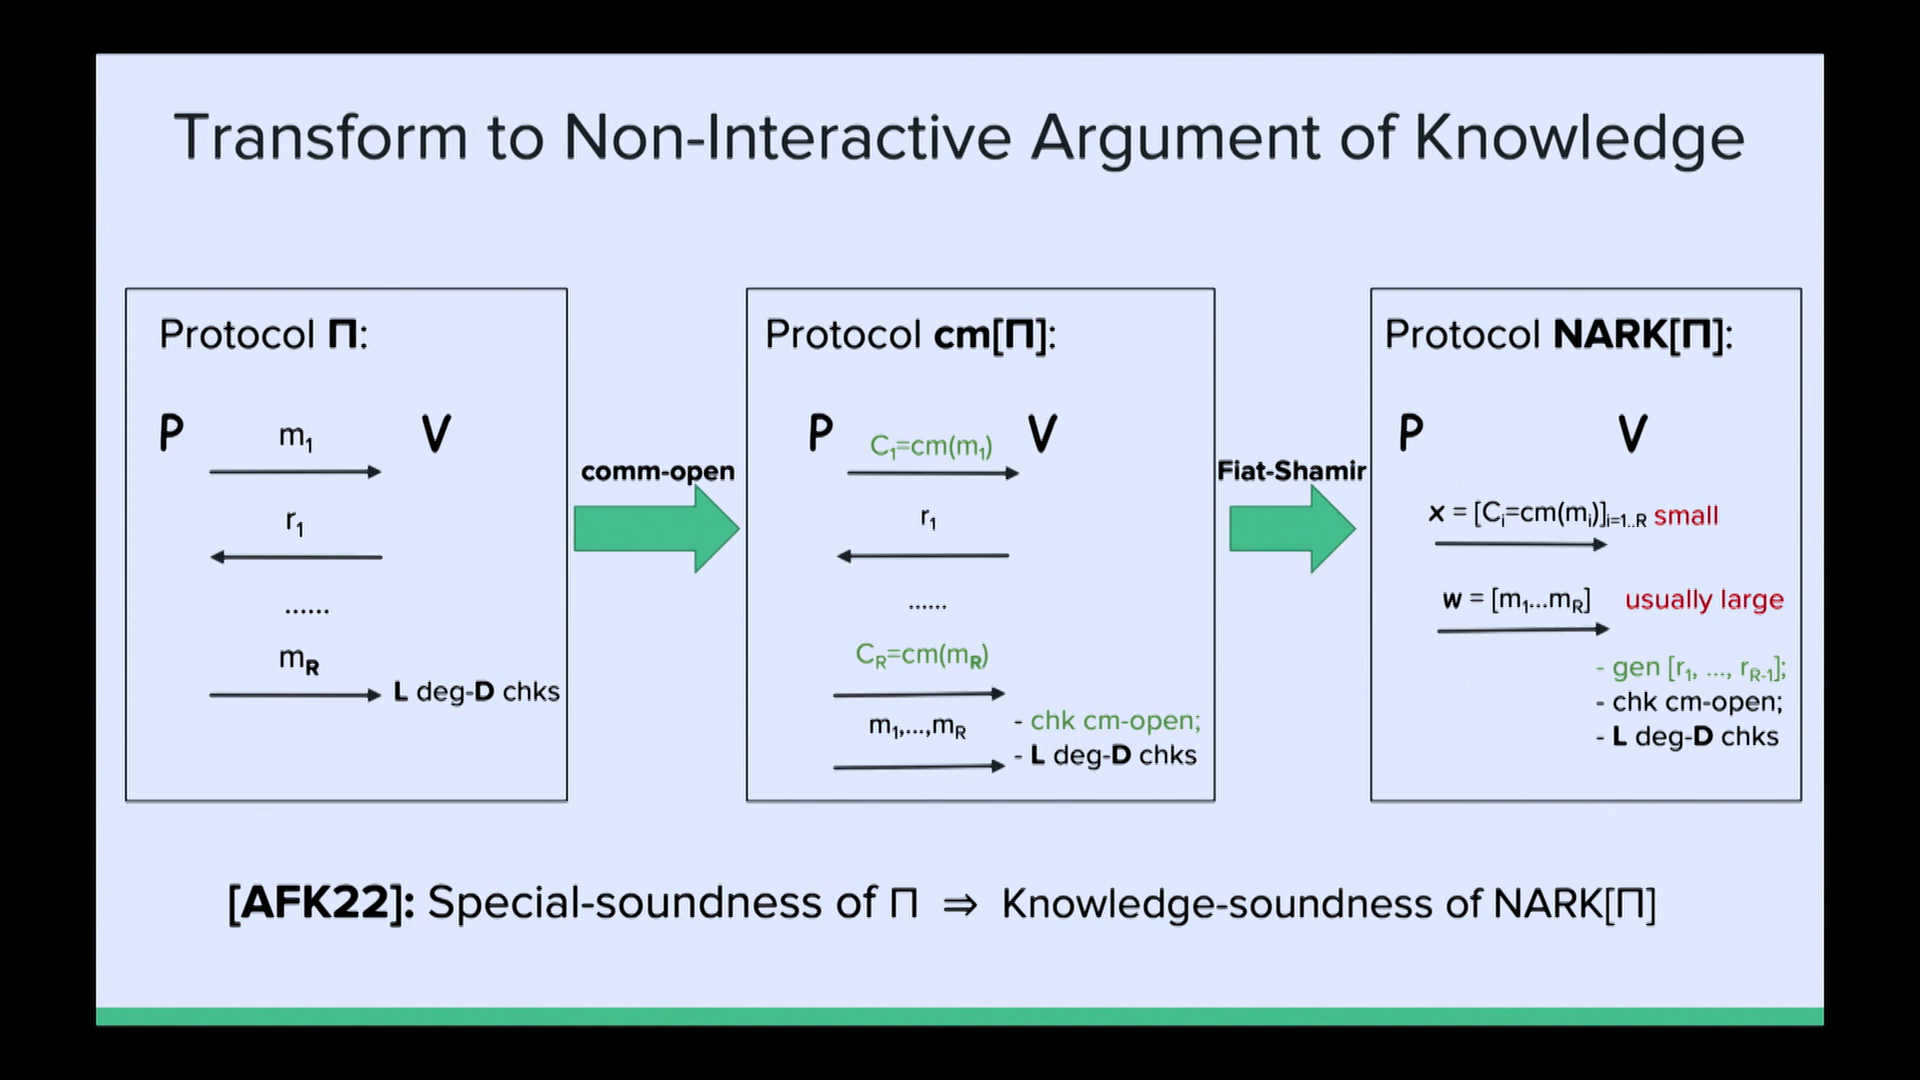 Transform to Non-Interactive Argument of Knowledge
Protocol Π:
P V
m₁
r₁
......
m_R
L deg-D chks
comm-open
Protocol cm[Π]:
P V
C₁=cm(m₁)
r₁
......
C_R=cm(m_R)
m₁,...,m_R
- chk cm-open;
- L deg-D chks
Fiat-Shamir
Protocol NARK[Π]:
P V
x = [C_i=cm(m_i)]_i=1..R small
w = [m₁...m_R] usually large
- gen [r₁, ..., r_R-1];
- chk cm-open;
- L deg-D chks
[AFK22]: Special-soundness of Π ⇒ Knowledge-soundness of NARK[Π]